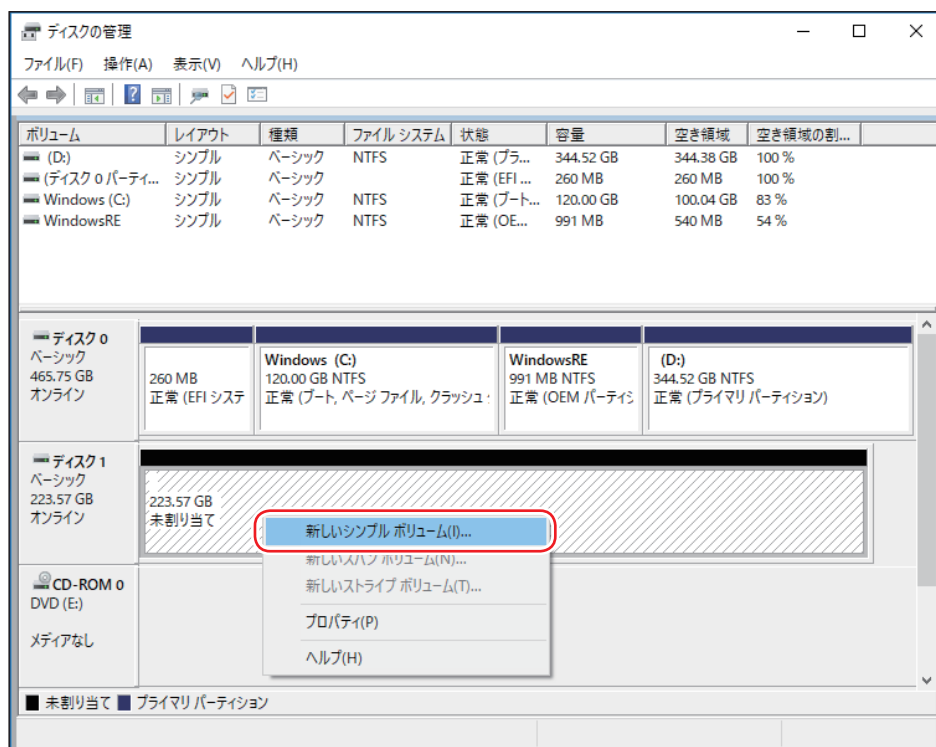 ディスクの管理
ファイル(F) 操作(A) 表示(V) ヘルプ(H)
ボリューム レイアウト 種類 ファイル システム 状態 容量 空き領域 空き領域の割...
(D:) シンプル ベーシック NTFS 正常 (プラ... 344.52 GB 344.38 GB 100 %
(ディスク 0 パーティ... シンプル ベーシック 正常 (EFI ... 260 MB 260 MB 100 %
Windows (C:) シンプル ベーシック NTFS 正常 (ブート... 120.00 GB 100.04 GB 83 %
WindowsRE シンプル ベーシック NTFS 正常 (OE... 991 MB 540 MB 54 %
ディスク 0
ベーシック
465.75 GB
オンライン
260 MB
正常 (EFI システ
Windows (C:)
120.00 GB NTFS
正常 (ブート, ページ ファイル, クラッシュ
WindowsRE
991 MB NTFS
正常 (OEM パーティシ
(D:)
344.52 GB NTFS
正常 (プライマリ パーティション)
ディスク 1
ベーシック
223.57 GB
オンライン
223.57 GB
未割り当て
新しいシンプル ボリューム(I)...
新しいスパン ボリューム(N)...
新しいストライプ ボリューム(T)...
プロパティ(P)
ヘルプ(H)
CD-ROM 0
DVD (E:)
メディアなし
未割り当て プライマリ パーティション